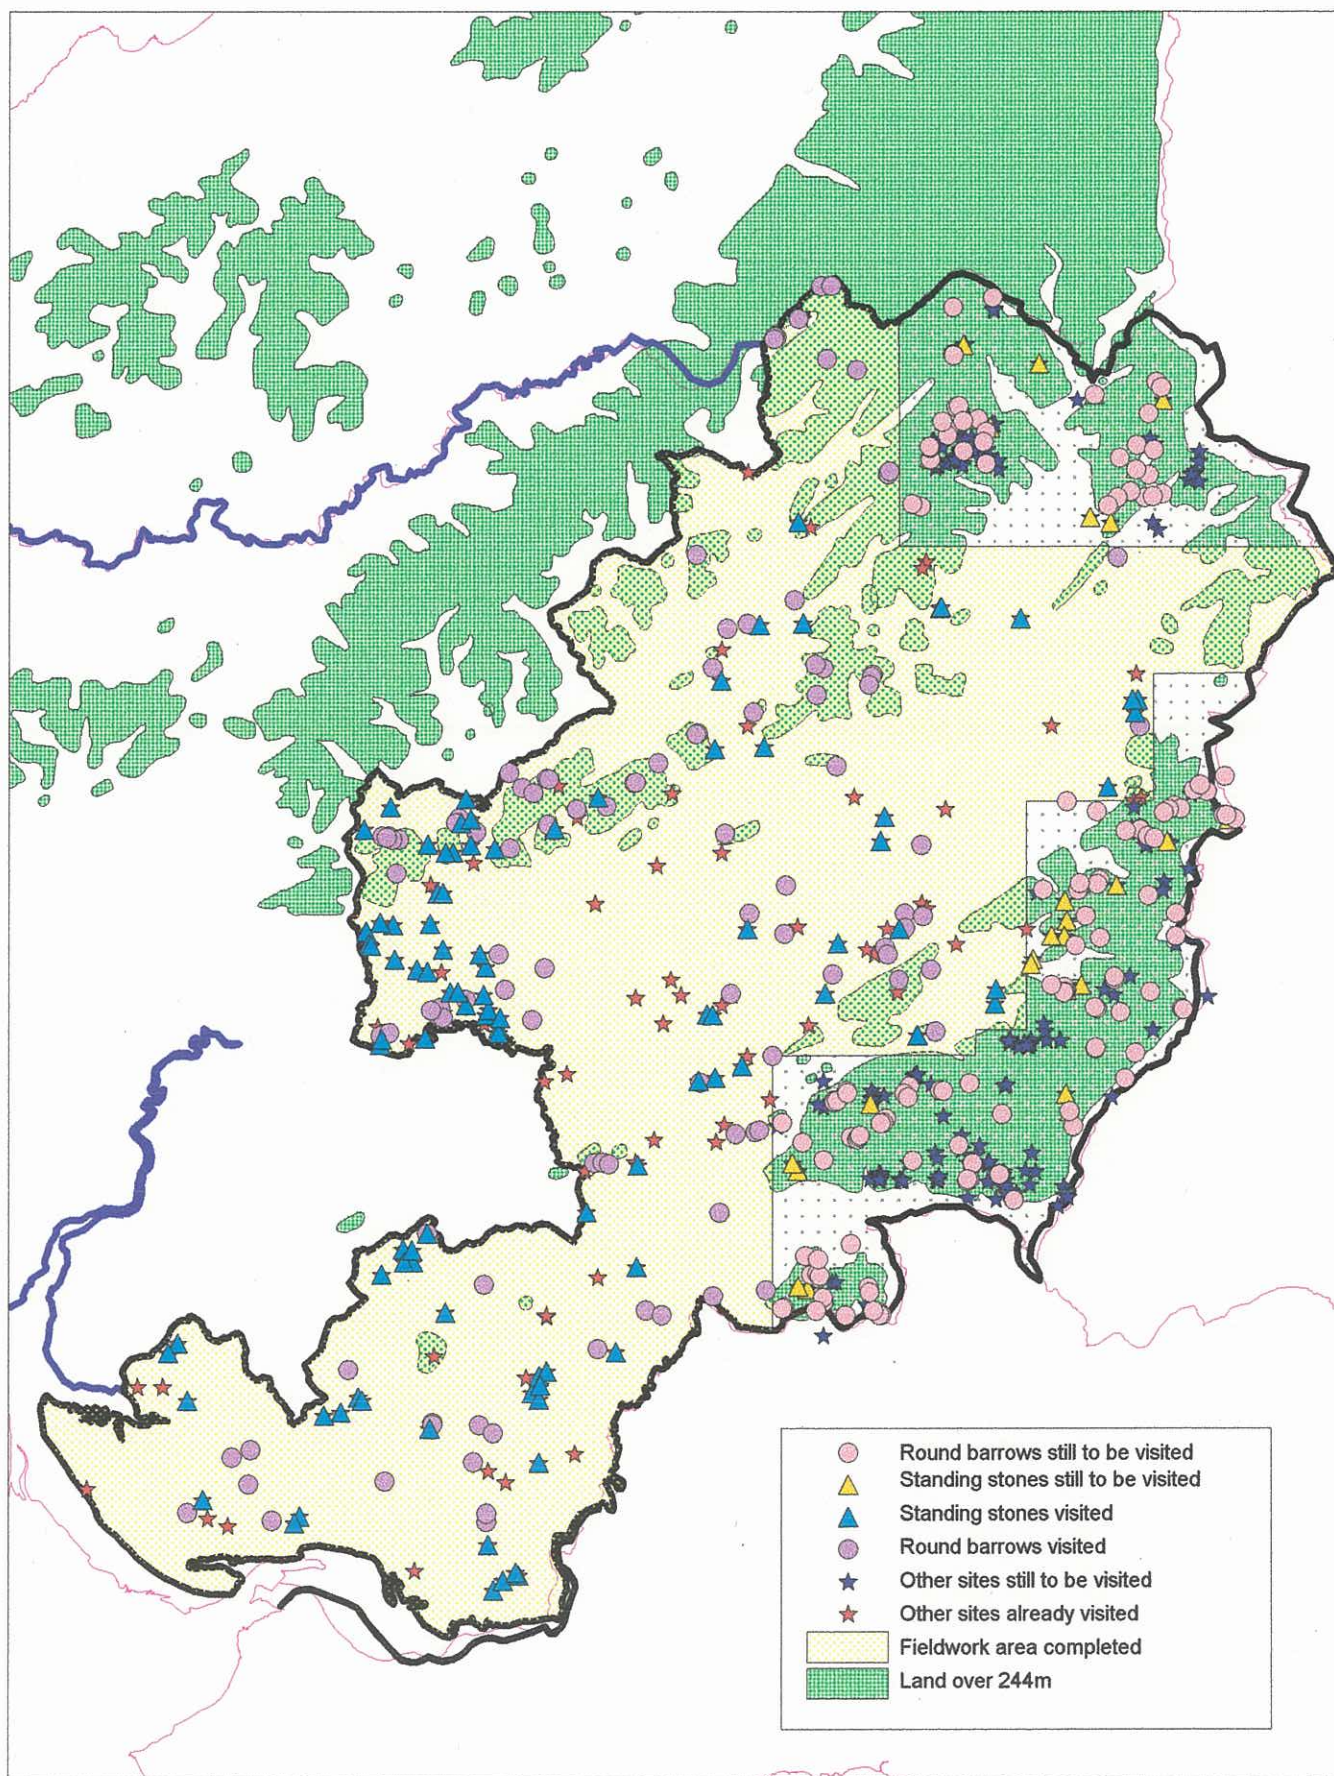 Round barrows still to be visited
Standing stones still to be visited
Standing stones visited
Round barrows visited
Other sites still to be visited
Other sites already visited
Fieldwork area completed
Land over 244m